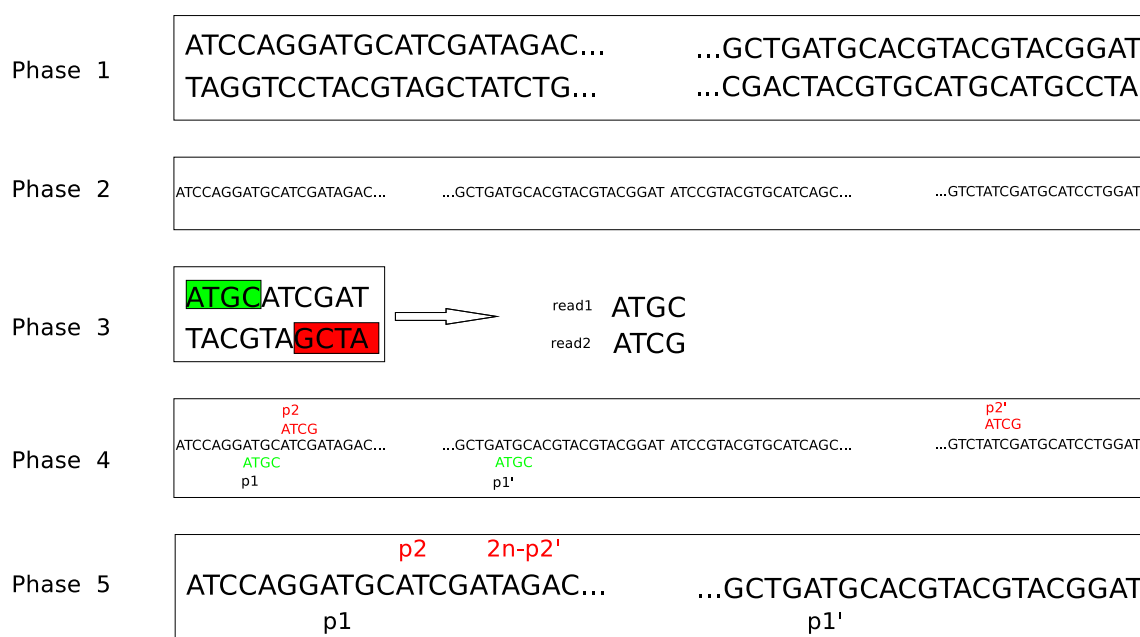 Phase 1
ATCCAGGATGCATCGATAGAC... ...GCTGATGCACGTACGTACGGAT
TAGGTCCTACGTAGCTATCTG... ...CGACTACGTGCATGCATGCCTA
Phase 2
ATCCAGGATGCATCGATAGAC... ...GCTGATGCACGTACGTACGGAT ATCCGTACGTGCATCAGC... ...GTCTATCGATGCATCCTGGAT
Phase 3
ATGCATCGAT
TACGTAGCTA
read1 ATGC
read2 ATCG
Phase 4
p2 p2'
ATCG ATCG
ATCCAGGATGCATCGATAGAC... ...GCTGATGCACGTACGTACGGAT ATCCGTACGTGCATCAGC... ...GTCTATCGATGCATCCTGGAT
ATGC ATGC
p1 p1'
Phase 5
p2 2n-p2'
ATCCAGGATGCATCGATAGAC... ...GCTGATGCACGTACGTACGGAT
p1 p1'